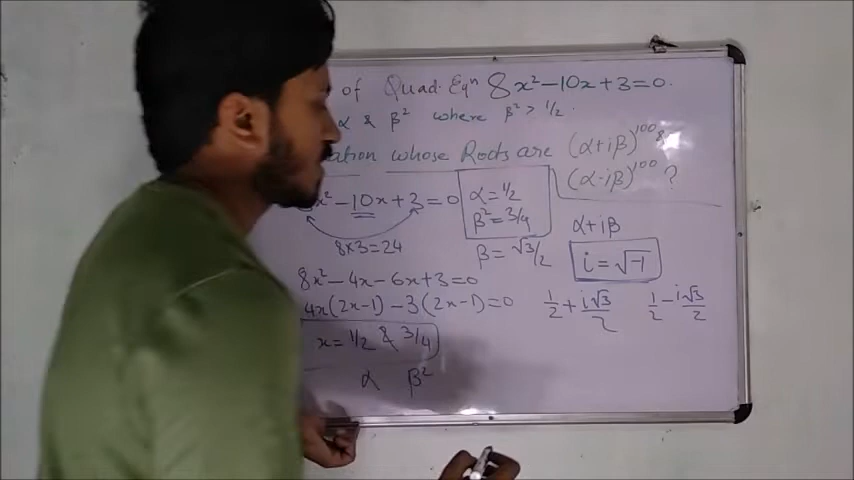 of Quad. Eqⁿ 8x²-10x+3=0.
α & β² where β² > 1/2.
whose Roots are (α+iβ)¹⁰⁰ &
(α-iβ)¹⁰⁰ ?
x²-10x+3=0
8×3=24
8x²-4x-6x+3=0
4x(2x-1)-3(2x-1)=0
x=1/2 & 3/4
α β²
α=1/2
β²=3/4
β=√3/2
α+iβ
i=√-1
1/2+i√3/2 1/2-i√3/2